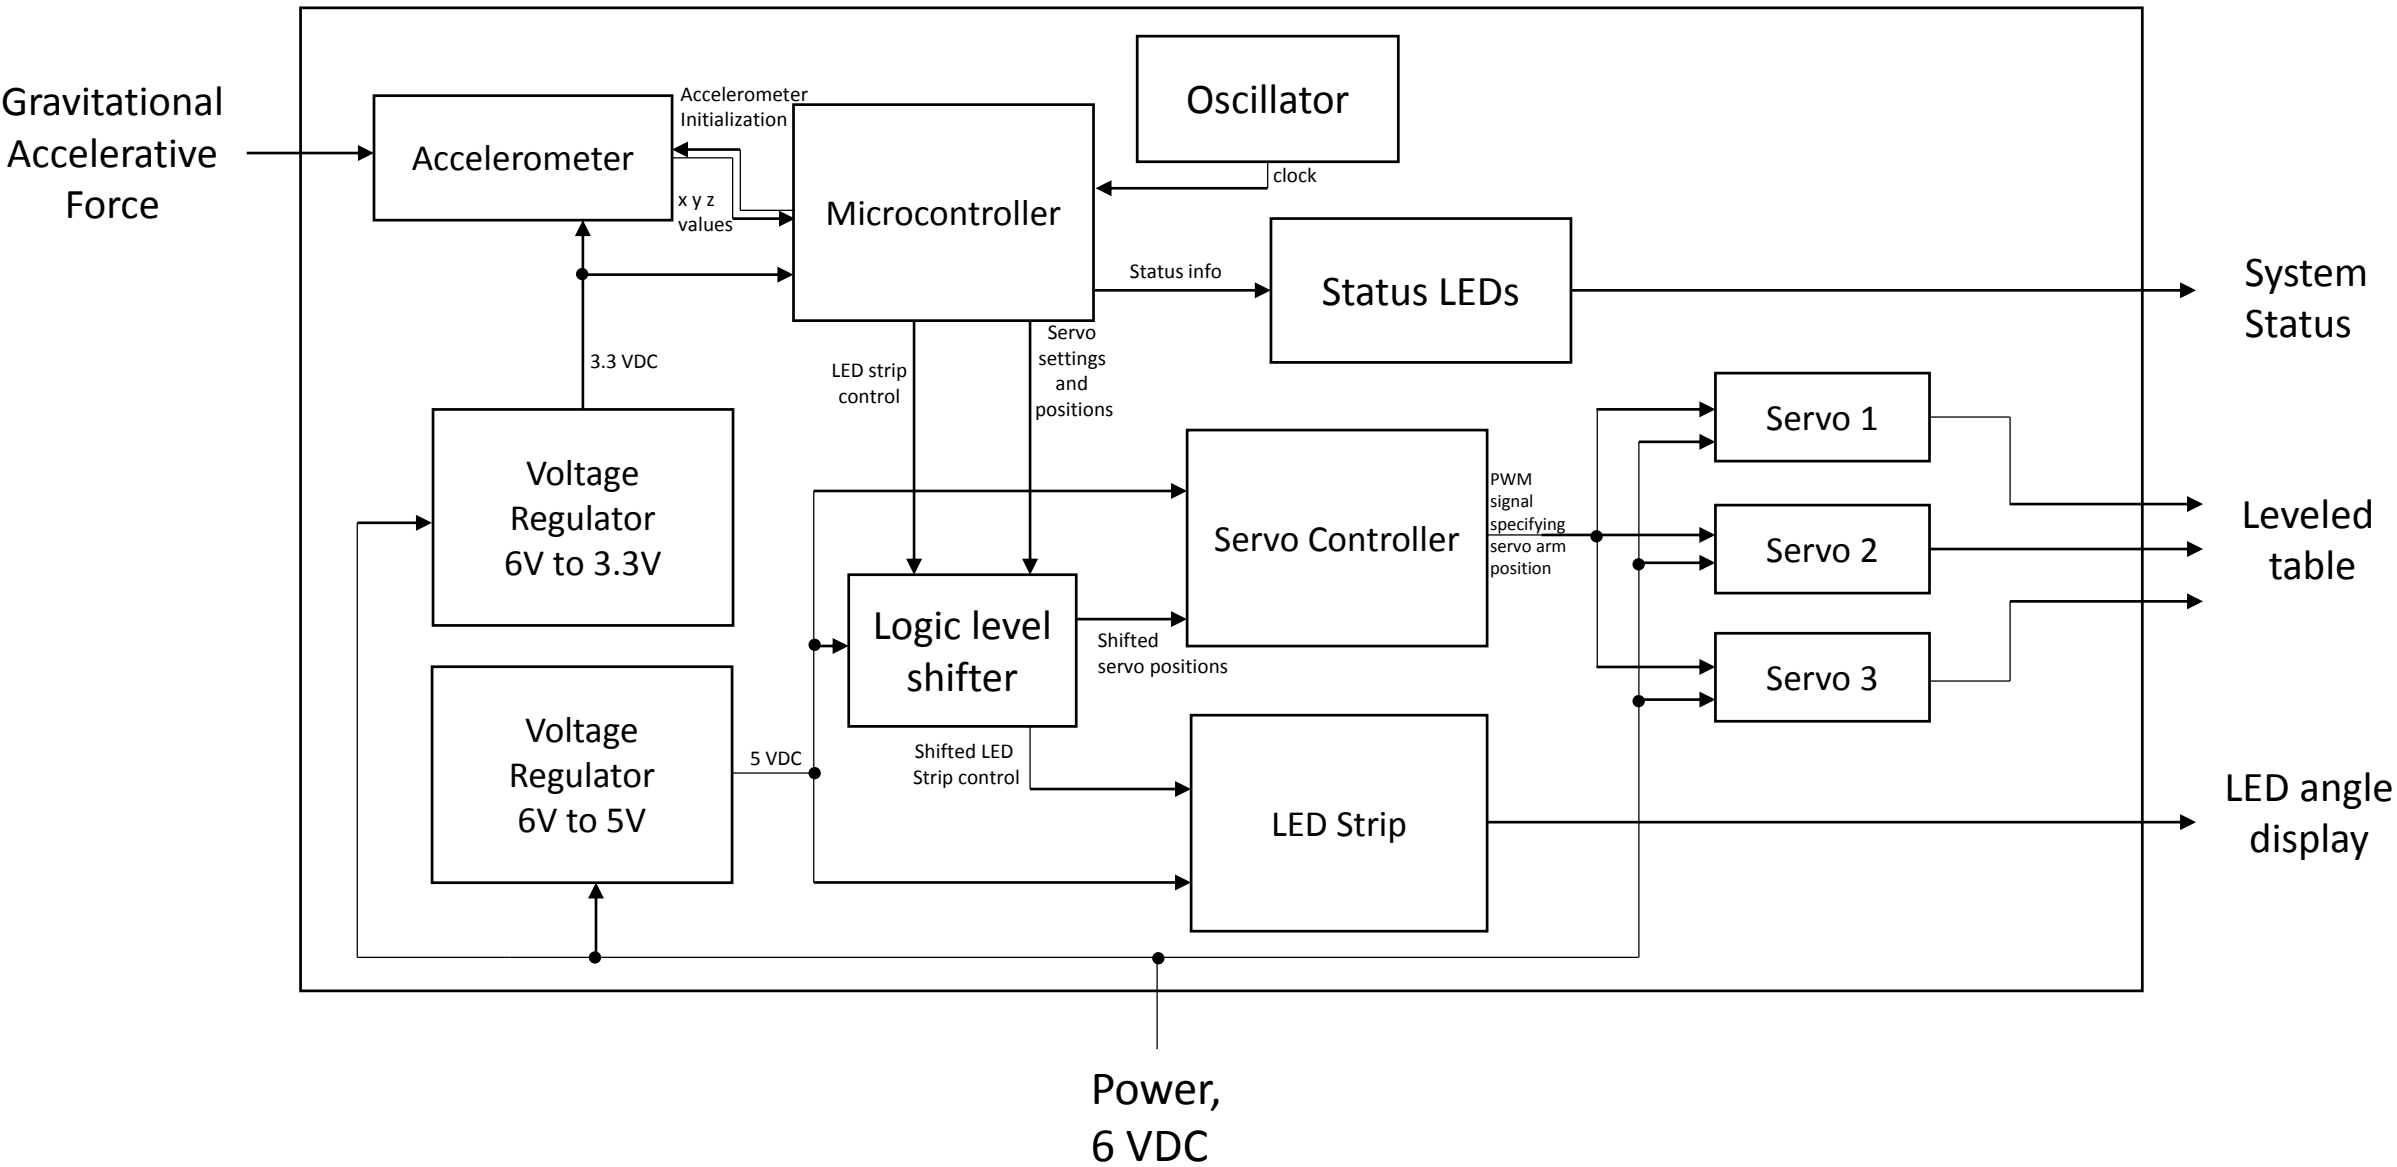 Gravitational
Accelerative
Force
Accelerometer
Accelerometer
Initialization
x y z
values
Microcontroller
Oscillator
clock
Status info
Status LEDs
System
Status
3.3 VDC
LED strip
control
Servo
settings
and
positions
Voltage
Regulator
6V to 3.3V
Servo Controller
PWM
signal
specifying
servo arm
position
Servo 1
Servo 2
Servo 3
Leveled
table
Logic level
shifter
Shifted
servo positions
Voltage
Regulator
6V to 5V
5 VDC
Shifted LED
Strip control
LED Strip
LED angle
display
Power,
6 VDC